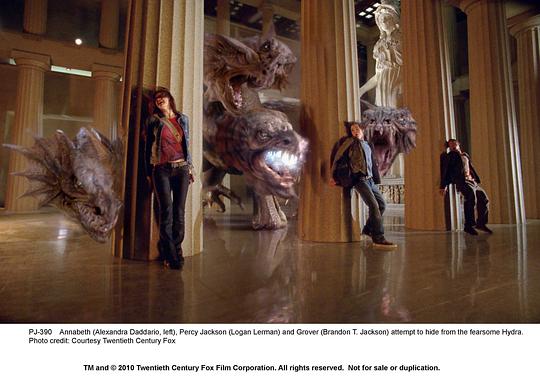 PJ-390 Annabeth (Alexandra Daddario, left), Percy Jackson (Logan Lerman) and Grover (Brandon T. Jackson) attempt to hide from the fearsome Hydra.
Photo credit: Courtesy Twentieth Century Fox
TM and © 2010 Twentieth Century Fox Film Corporation. All rights reserved. Not for sale or duplication.